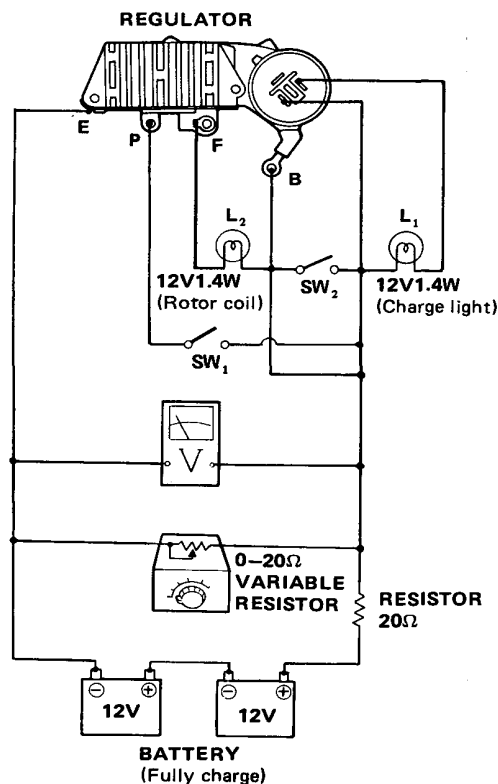 REGULATOR
E
P
F
B
L₂
L₁
12V1.4W
(Rotor coil)
SW₂
12V1.4W
(Charge light)
SW₁
V
0–20Ω
VARIABLE
RESISTOR
RESISTOR
20Ω
⊖ ⊕ ⊖ ⊕
12V 12V
BATTERY
(Fully charge)